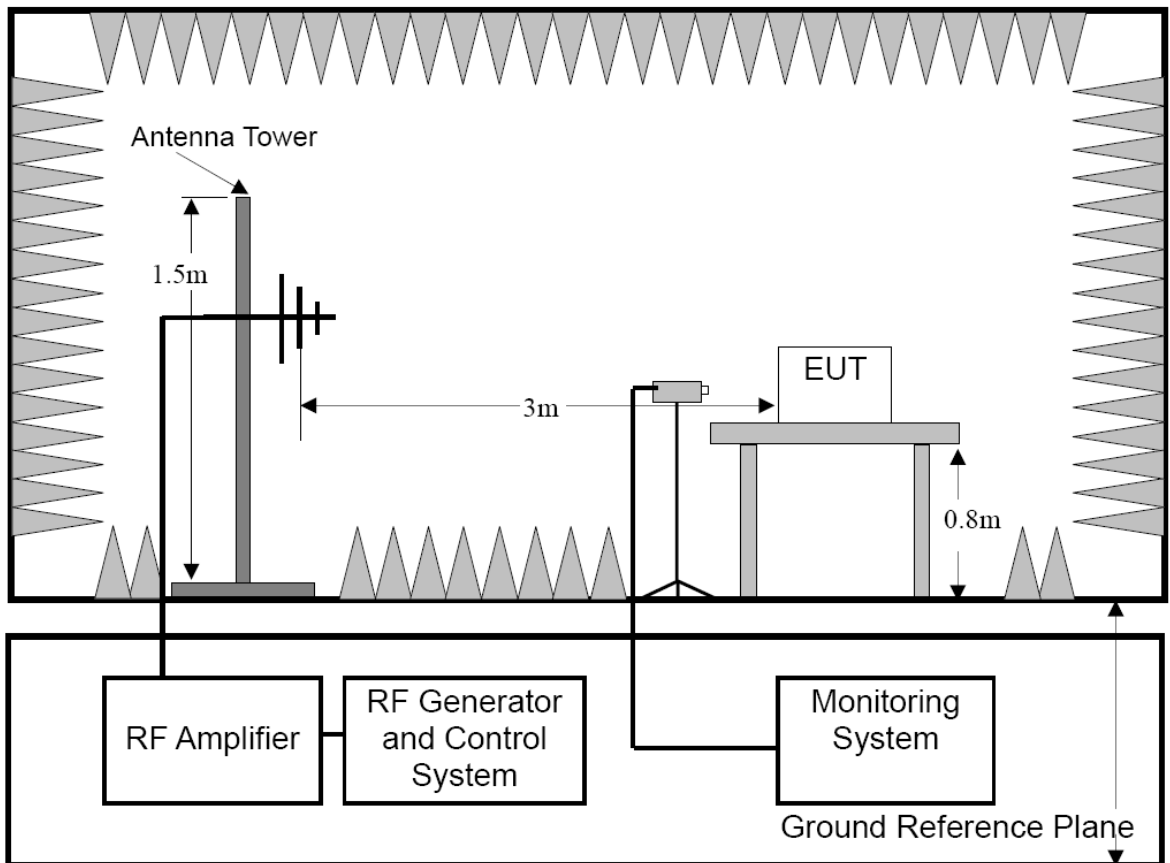 Antenna Tower
1.5m
EUT
3m
0.8m
RF Amplifier
RF Generator
and Control
System
Monitoring
System
Ground Reference Plane